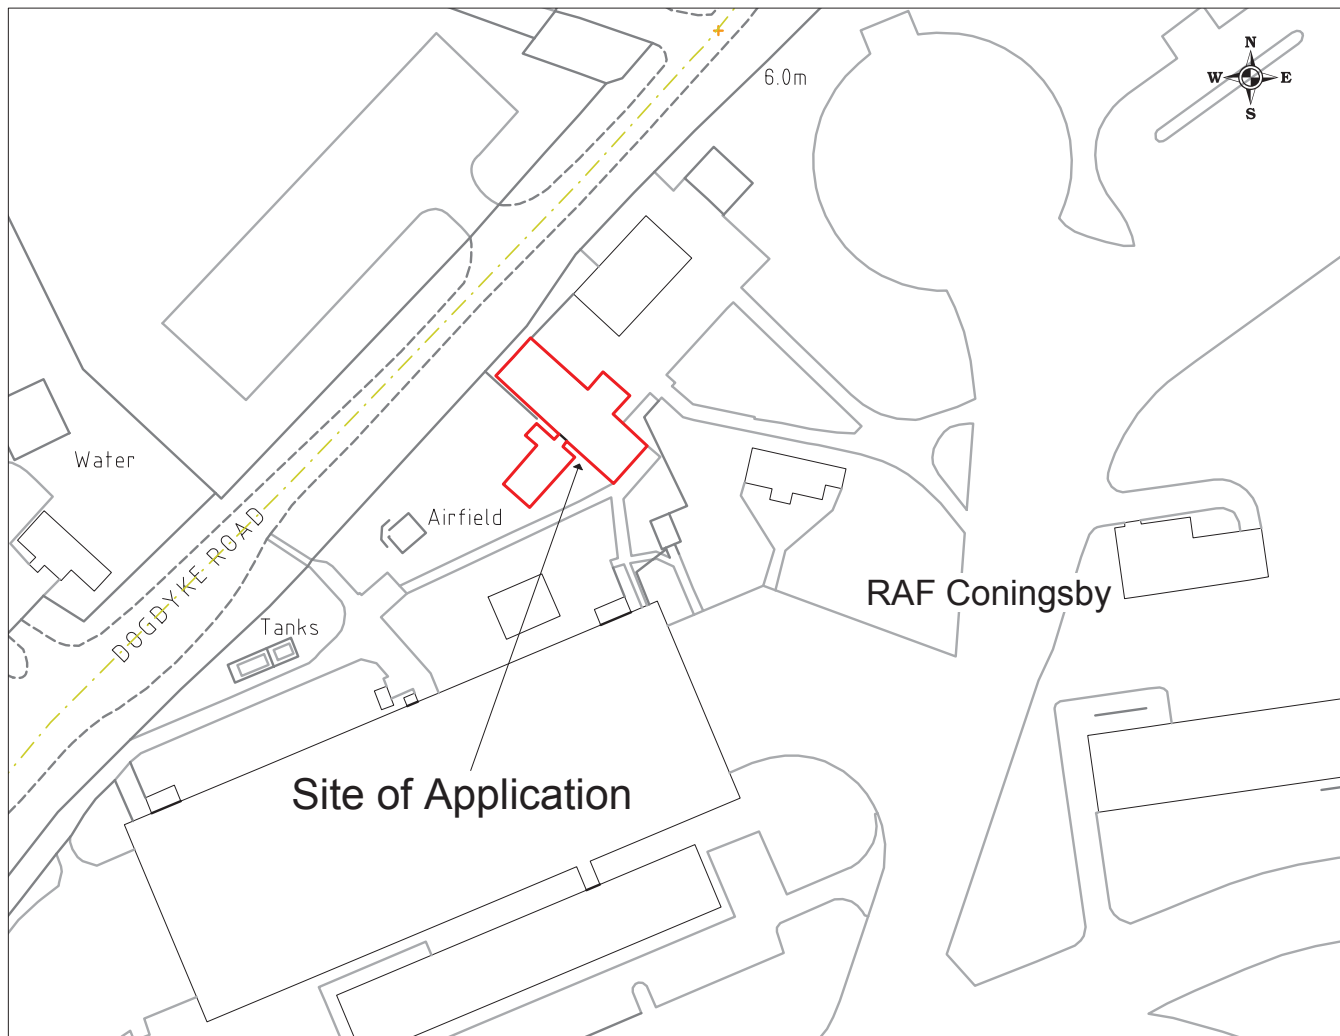 6.0m
N
W E
S
Water
Airfield
DOGDYKE ROAD
RAF Coningsby
Tanks
Site of Application